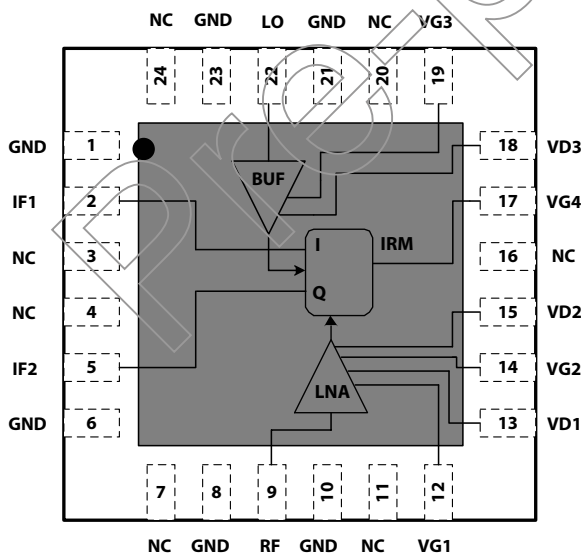 NC GND LO GND NC VG3
24 23 22 21 20 19
GND 1 18 VD3
BUF
IF1 2 17 VG4
I IRM
NC 3 16 NC
Q
NC 4 15 VD2
IF2 5 14 VG2
LNA
GND 6 13 VD1
7 8 9 10 11 12
NC GND RF GND NC VG1
Pre-p